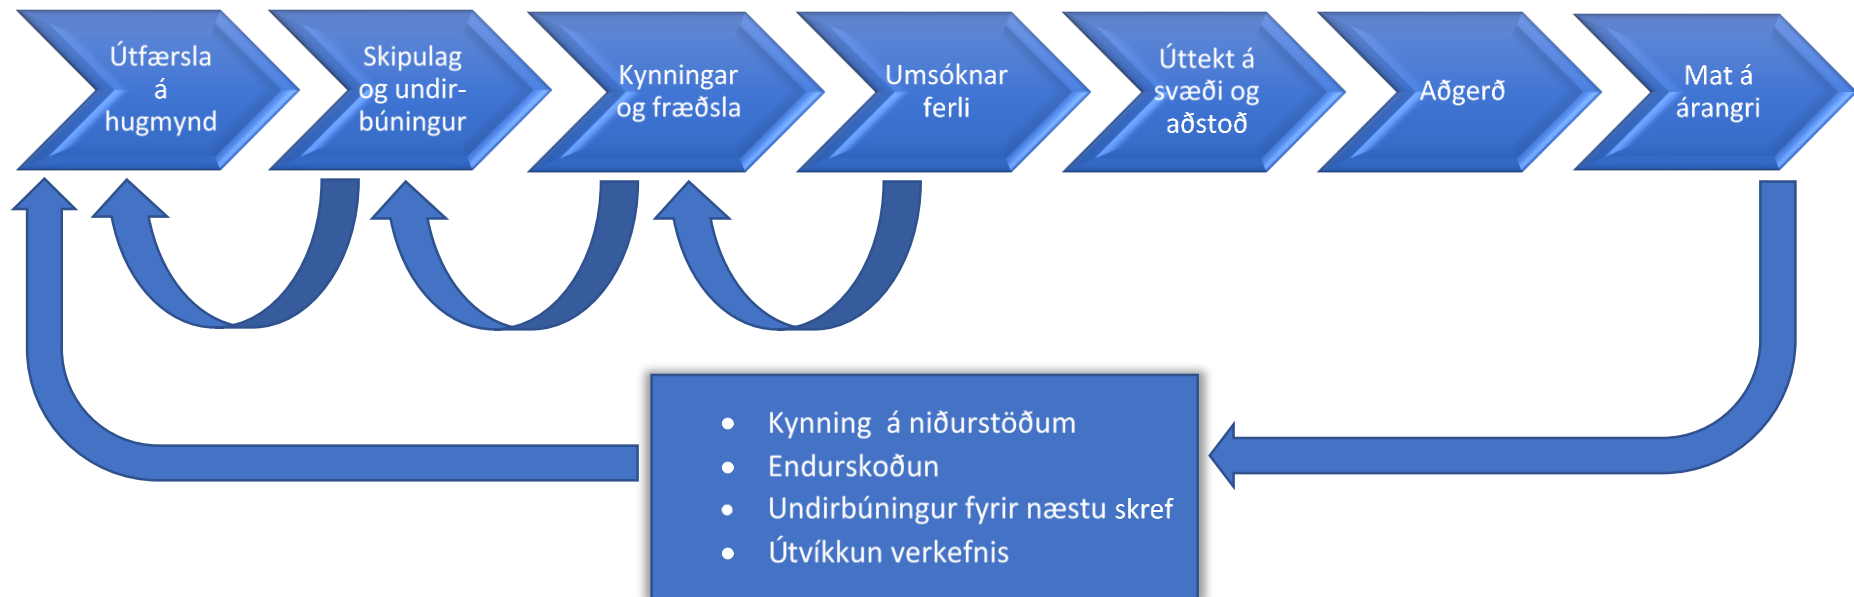 Útfærsla
á
hugmynd
Skipulag
og undir-
búningur
Kynningar
og fræðsla
Umsóknar
ferli
Úttekt á
svæði og
aðstoð
Aðgerð
Mat á
árangri
• Kynning á niðurstöðum
• Endurskoðun
• Undirbúningur fyrir næstu skref
• Útvíkkun verkefnis